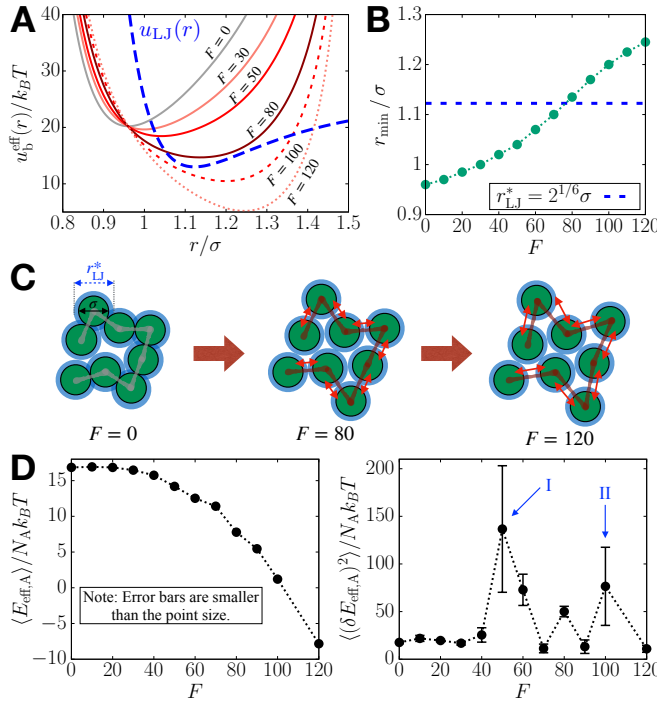 A
40
30
20
10
u_b^eff(r)/k_BT
u_LJ(r)
F = 0
F = 30
F = 50
F = 80
F = 100
F = 120
0.8 0.9 1 1.1 1.2 1.3 1.4 1.5
r/σ
B
1.3
1.2
1.1
1
0.9
r_min/σ
r*_LJ = 2^{1/6}σ
0 20 40 60 80 100 120
F
C
r*_LJ
σ
F = 0
F = 80
F = 120
D
20
15
10
5
0
−5
−10
⟨E_eff,A⟩/N_A k_BT
Note: Error bars are smaller
than the point size.
0 20 40 60 80 100 120
F
200
150
100
50
0
⟨(δE_eff,A)^2⟩/N_A k_BT
I
II
0 20 40 60 80 100 120
F